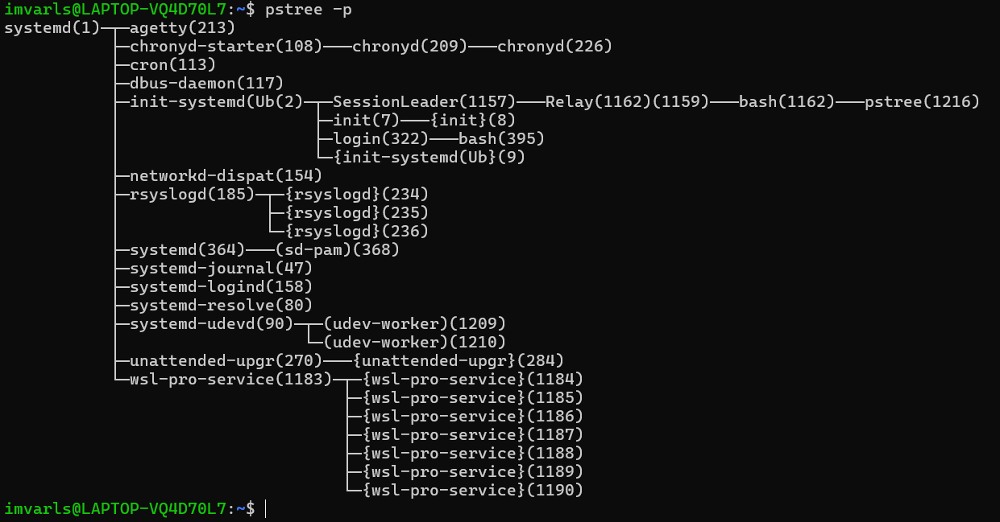 imvarls@LAPTOP-VQ4D70L7:~$ pstree -p
systemd(1)─┬─agetty(213)
           ├─chronyd-starter(108)───chronyd(209)───chronyd(226)
           ├─cron(113)
           ├─dbus-daemon(117)
           ├─init-systemd(Ub(2)─┬─SessionLeader(1157)───Relay(1162)(1159)───bash(1162)───pstree(1216)
           │                    ├─init(7)───{init}(8)
           │                    ├─login(322)───bash(395)
           │                    └─{init-systemd(Ub}(9)
           ├─networkd-dispat(154)
           ├─rsyslogd(185)─┬─{rsyslogd}(234)
           │               ├─{rsyslogd}(235)
           │               └─{rsyslogd}(236)
           ├─systemd(364)───(sd-pam)(368)
           ├─systemd-journal(47)
           ├─systemd-logind(158)
           ├─systemd-resolve(80)
           ├─systemd-udevd(90)─┬─(udev-worker)(1209)
           │                   └─(udev-worker)(1210)
           ├─unattended-upgr(270)───{unattended-upgr}(284)
           └─wsl-pro-service(1183)─┬─{wsl-pro-service}(1184)
                                   ├─{wsl-pro-service}(1185)
                                   ├─{wsl-pro-service}(1186)
                                   ├─{wsl-pro-service}(1187)
                                   ├─{wsl-pro-service}(1188)
                                   ├─{wsl-pro-service}(1189)
                                   └─{wsl-pro-service}(1190)
imvarls@LAPTOP-VQ4D70L7:~$